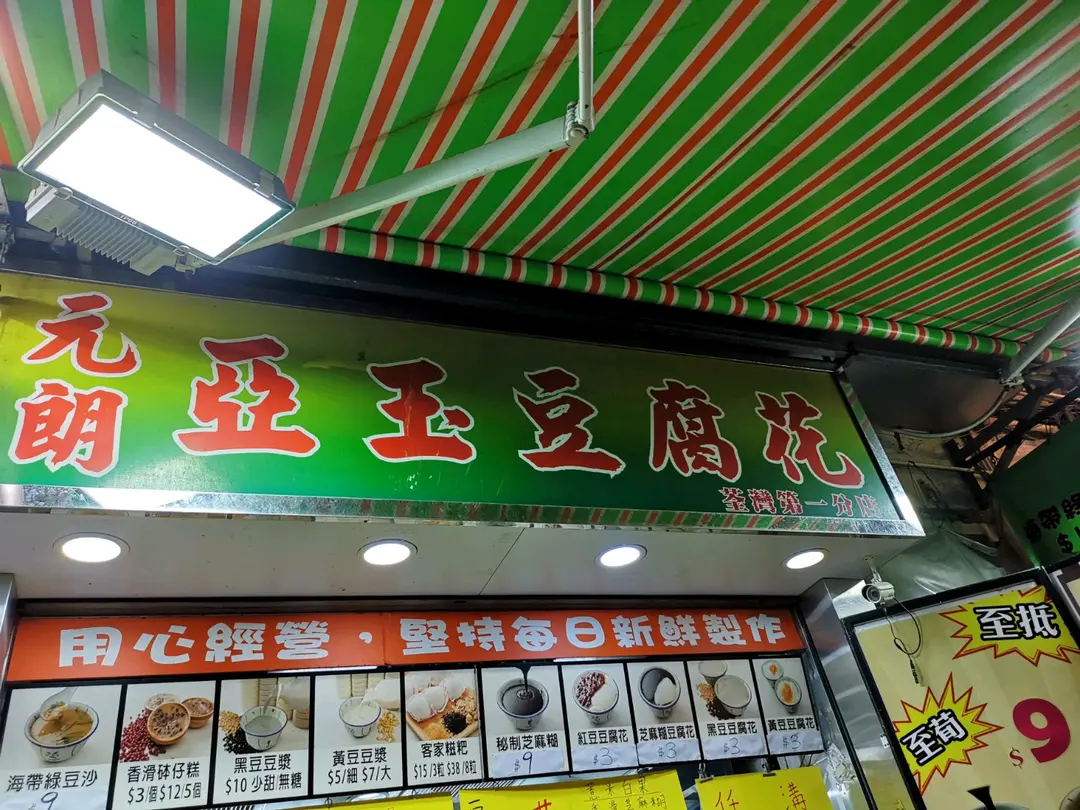 元朗
亞玉豆腐花
荃灣第一分店
用心經營,堅持每日新鮮製作
海帶綠豆沙
9
香滑砵仔糕
$3/個 $12/5個
黑豆豆漿
$10 少甜/無糖
黃豆豆漿
$5/細 $7/大
客家糍粑
$15/3粒 $38/8粒
秘制芝麻糊
$9
紅豆豆腐花
芝麻糊豆腐花
黑豆豆腐花
黃豆豆腐花
至抵
至荀
$9